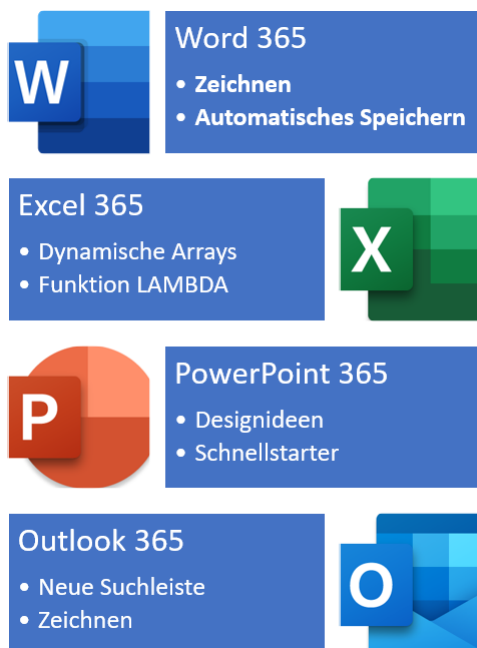 W
Word 365
• Zeichnen
• Automatisches Speichern
Excel 365
• Dynamische Arrays
• Funktion LAMBDA
X
P
PowerPoint 365
• Designideen
• Schnellstarter
Outlook 365
• Neue Suchleiste
• Zeichnen
O